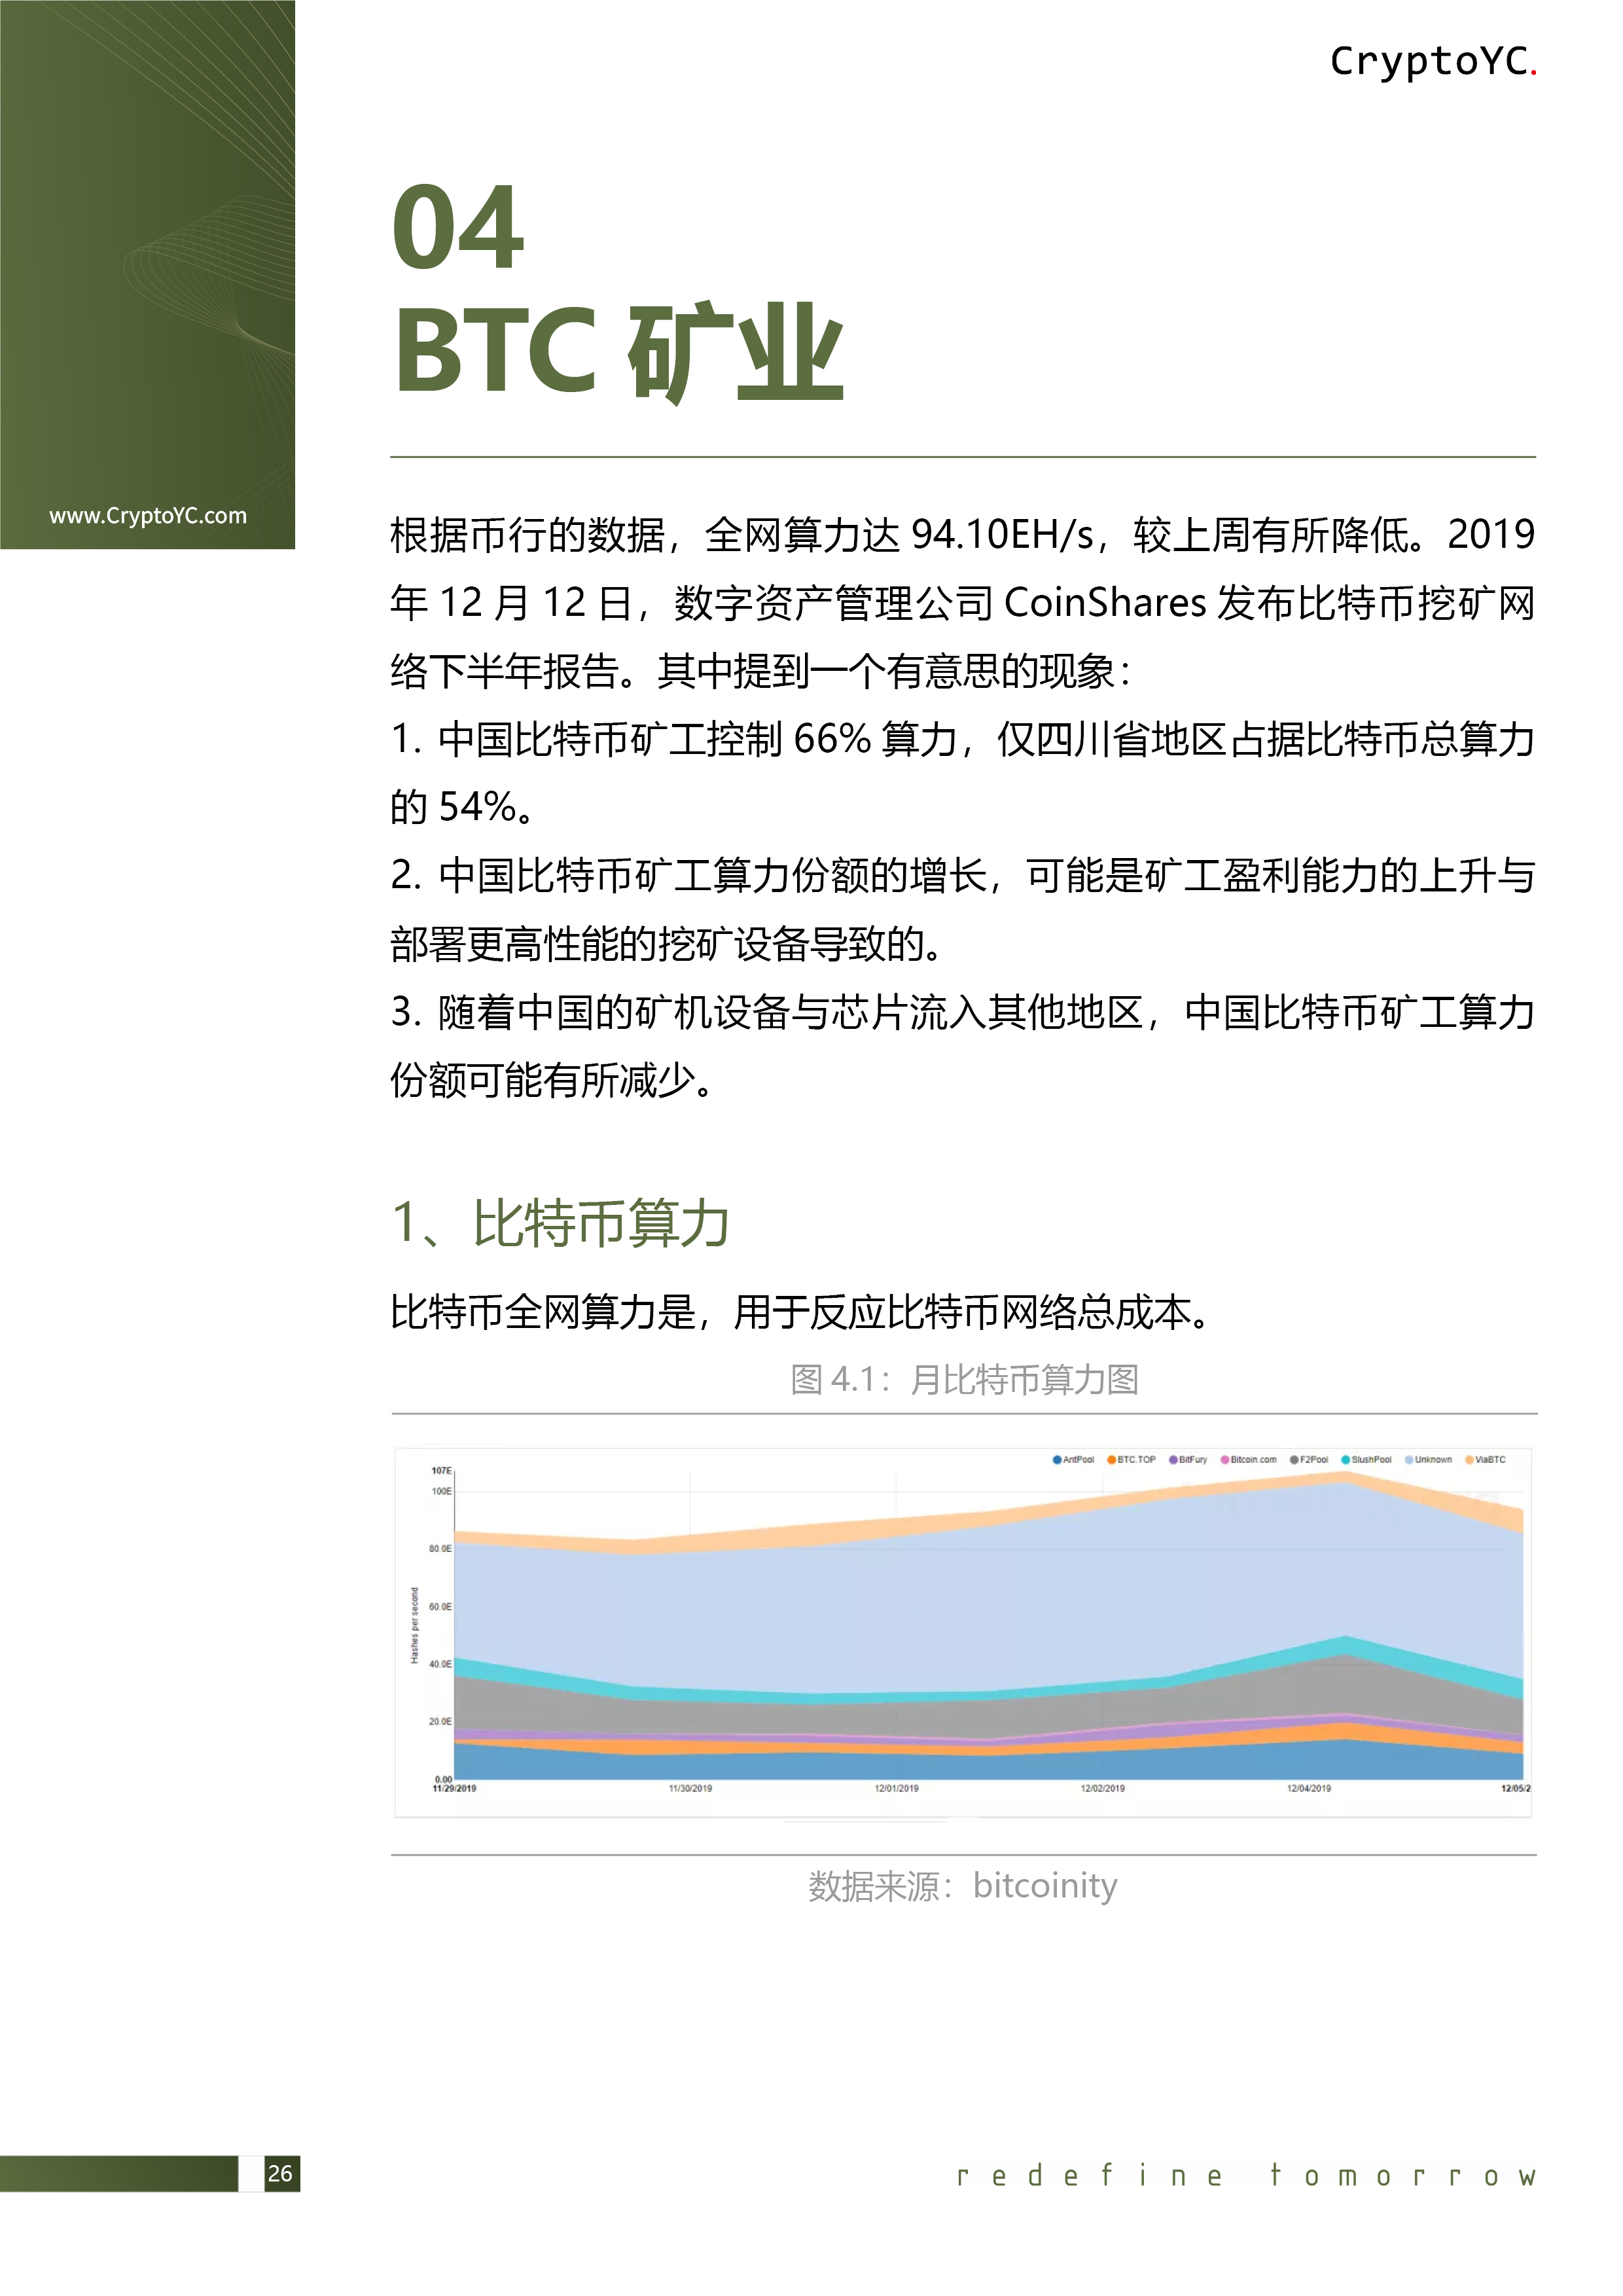 CryptoYC.
www.CryptoYC.com
04
BTC 矿业
根据币行的数据，全网算力达 94.10EH/s，较上周有所降低。2019
年 12 月 12 日，数字资产管理公司 CoinShares 发布比特币挖矿网
络下半年报告。其中提到一个有意思的现象：
1. 中国比特币矿工控制 66% 算力，仅四川省地区占据比特币总算力
的 54%。
2. 中国比特币矿工算力份额的增长，可能是矿工盈利能力的上升与
部署更高性能的挖矿设备导致的。
3. 随着中国的矿机设备与芯片流入其他地区，中国比特币矿工算力
份额可能有所减少。
1、比特币算力
比特币全网算力是，用于反应比特币网络总成本。
图 4.1：月比特币算力图
AntPool BTC.TOP BitFury Bitcoin.com F2Pool SlushPool Unknown ViaBTC
107E
100E
80.0E
60.0E
40.0E
20.0E
0.00
Hashes per second
11/29/2019 11/30/2019 12/01/2019 12/02/2019 12/04/2019 12/05/2
数据来源：bitcoinity
26
redefine tomorrow